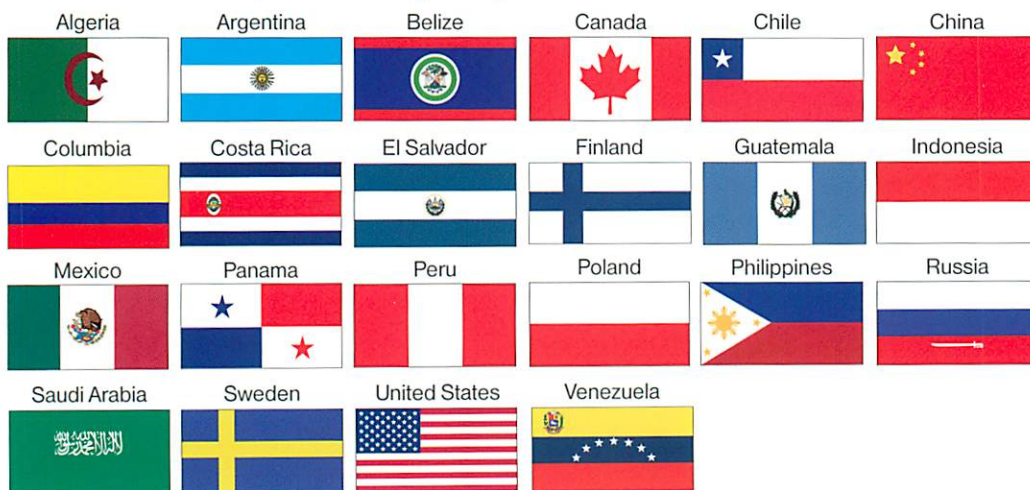 Algeria Argentina Belize Canada Chile China
Columbia Costa Rica El Salvador Finland Guatemala Indonesia
Mexico Panama Peru Poland Philippines Russia
Saudi Arabia Sweden United States Venezuela